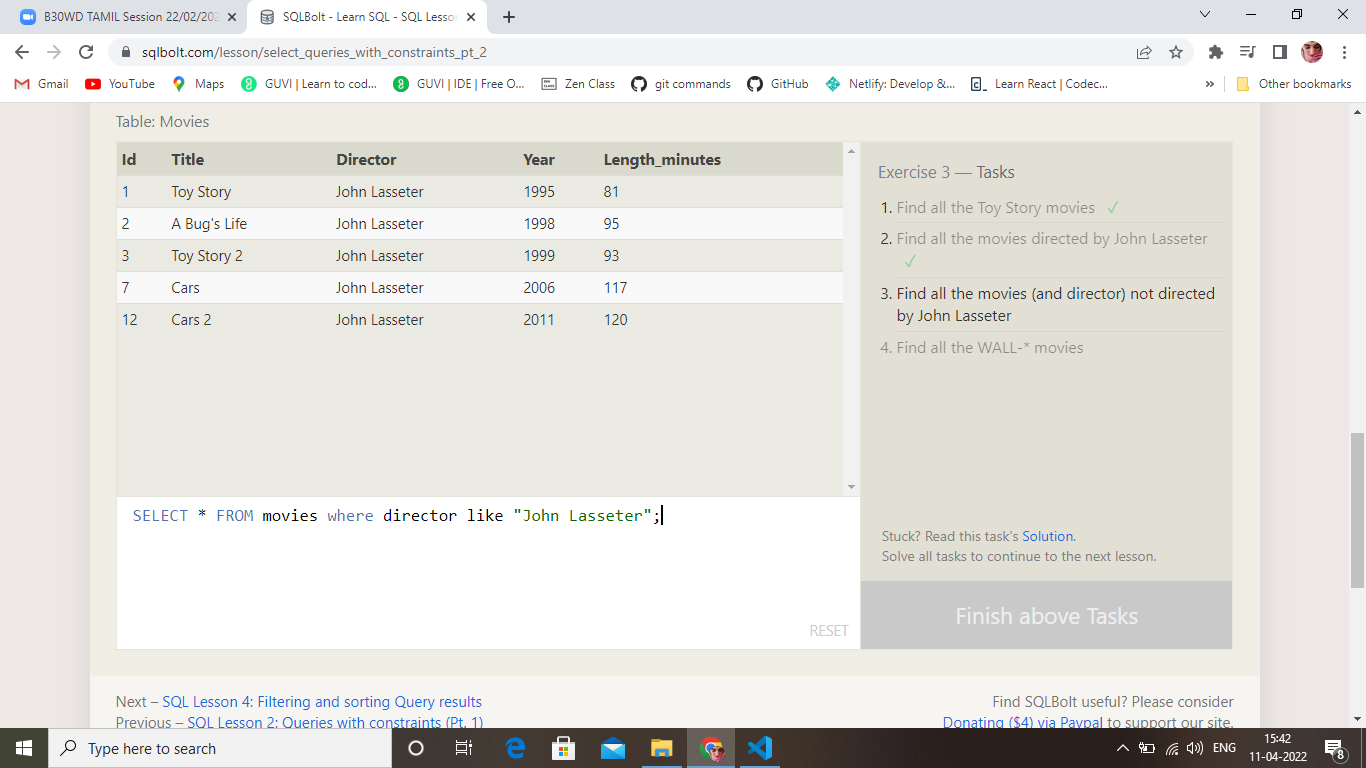 B30WD TAMIL Session 22/02/202
SQLBolt - Learn SQL - SQL Lesson
sqlbolt.com/lesson/select_queries_with_constraints_pt_2
Gmail YouTube Maps GUVI | Learn to cod... GUVI | IDE | Free O... Zen Class git commands GitHub Netlify: Develop &... Learn React | Codec... » Other bookmarks
Table: Movies
Id Title Director Year Length_minutes
1 Toy Story John Lasseter 1995 81
2 A Bug's Life John Lasseter 1998 95
3 Toy Story 2 John Lasseter 1999 93
7 Cars John Lasseter 2006 117
12 Cars 2 John Lasseter 2011 120
SELECT * FROM movies where director like "John Lasseter";
RESET
Exercise 3 — Tasks
1. Find all the Toy Story movies ✓
2. Find all the movies directed by John Lasseter
✓
3. Find all the movies (and director) not directed
by John Lasseter
4. Find all the WALL-* movies
Stuck? Read this task's Solution.
Solve all tasks to continue to the next lesson.
Finish above Tasks
Next – SQL Lesson 4: Filtering and sorting Query results
Previous – SQL Lesson 2: Queries with constraints (Pt. 1)
Find SQLBolt useful? Please consider
Donating ($4) via Paypal to support our site.
Type here to search
ENG
15:42
11-04-2022
8